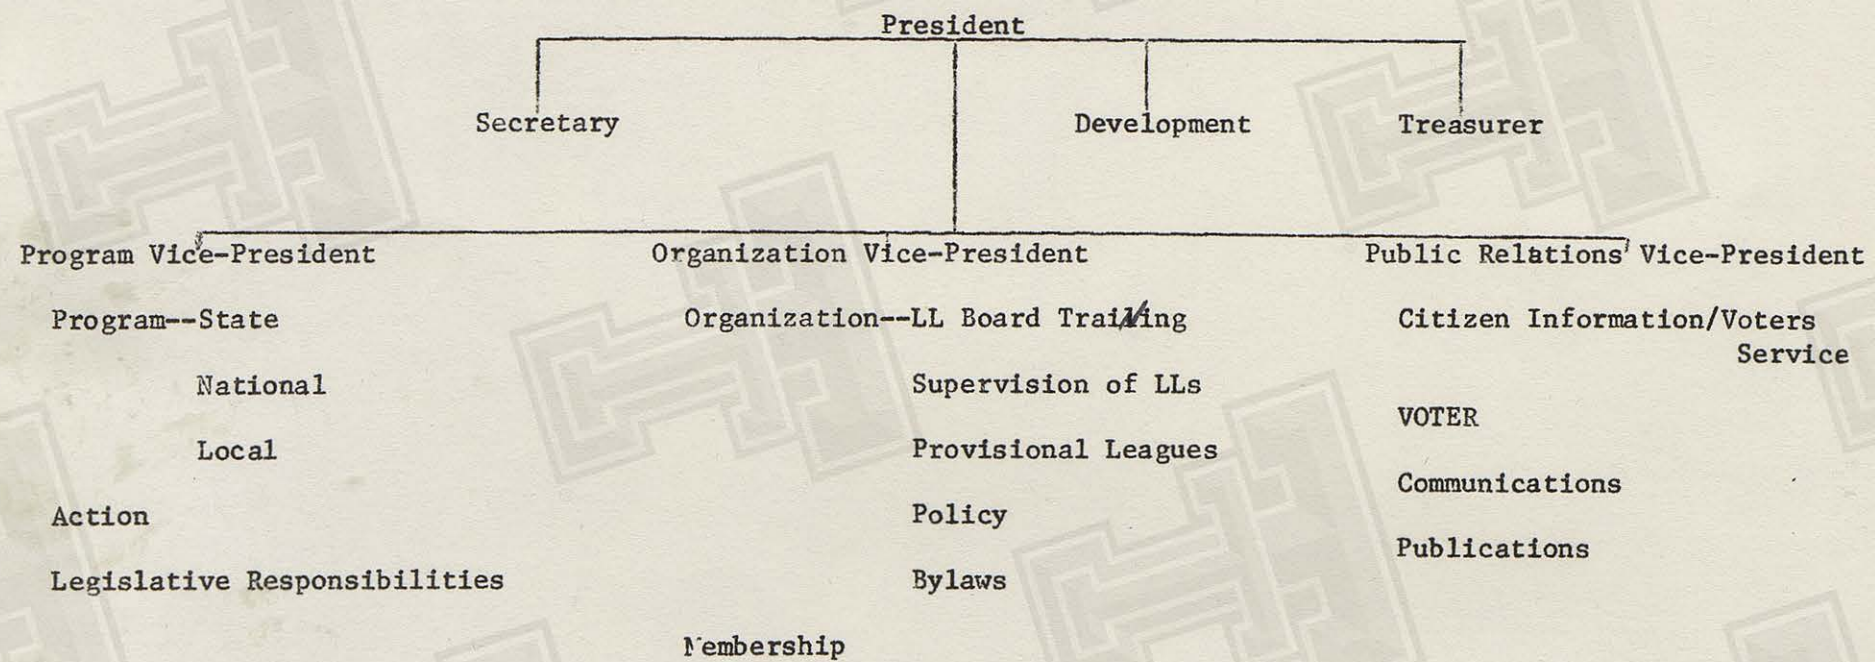 President
Secretary Development Treasurer
Program Vice-President Organization Vice-President Public Relations Vice-President
Program--State Organization--LL Board Training Citizen Information/Voters
Service
National Supervision of LLs
VOTER
Local Provisional Leagues
Communications
Action Policy
Publications
Legislative Responsibilities Bylaws
Membership